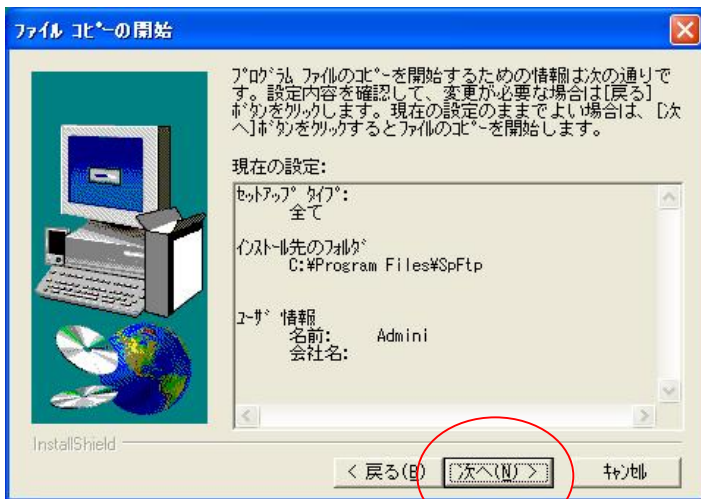 ファイル コピーの開始
プログラム ファイルのコピーを開始するための情報は次の通りで
す。設定内容を確認して、変更が必要な場合は[戻る]
ボタンをクリックします。現在の設定のままでよい場合は、[次
へ]ボタンをクリックするとファイルのコピーを開始します。
現在の設定:
セットアップ タイプ:
全て
インストール先のフォルダ
C:¥Program Files¥SpFtp
ユーザ 情報
名前: Admini
会社名:
InstallShield
< 戻る(B) 次へ(N) > キャンセル